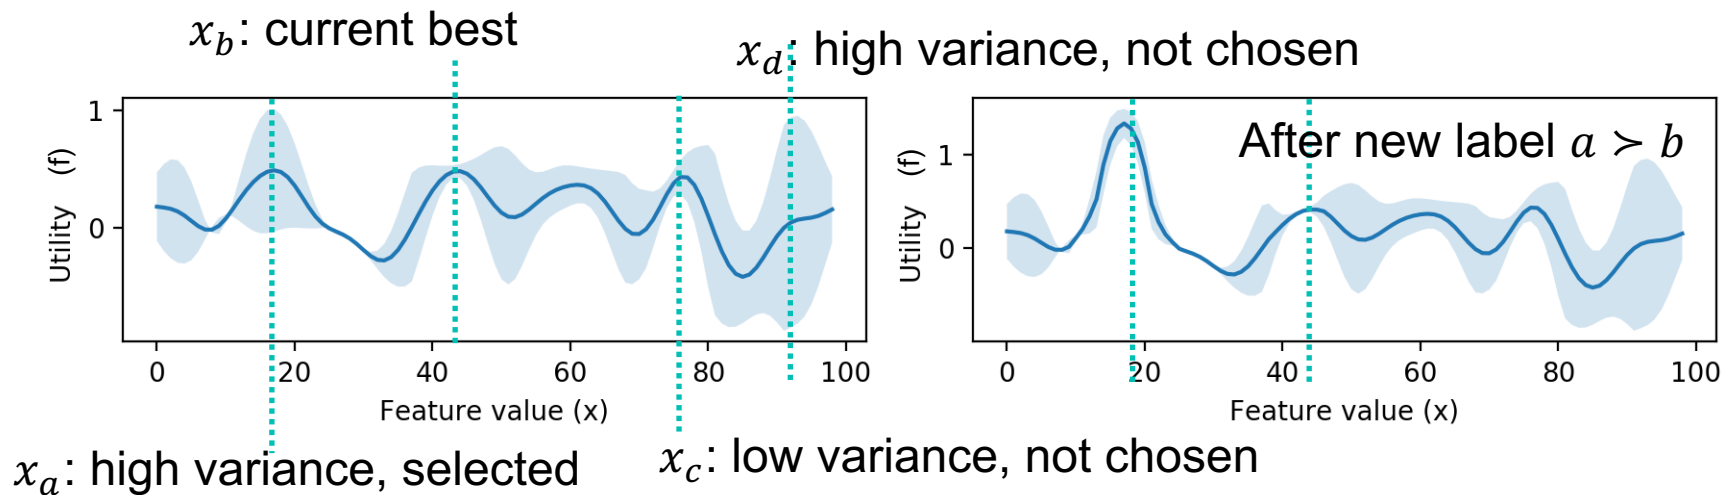 x_b: current best
x_d: high variance, not chosen
1
0
Utility (f)
0 20 40 60 80 100
Feature value (x)
After new label a ≻ b
1
0
Utility (f)
0 20 40 60 80 100
Feature value (x)
x_a: high variance, selected
x_c: low variance, not chosen